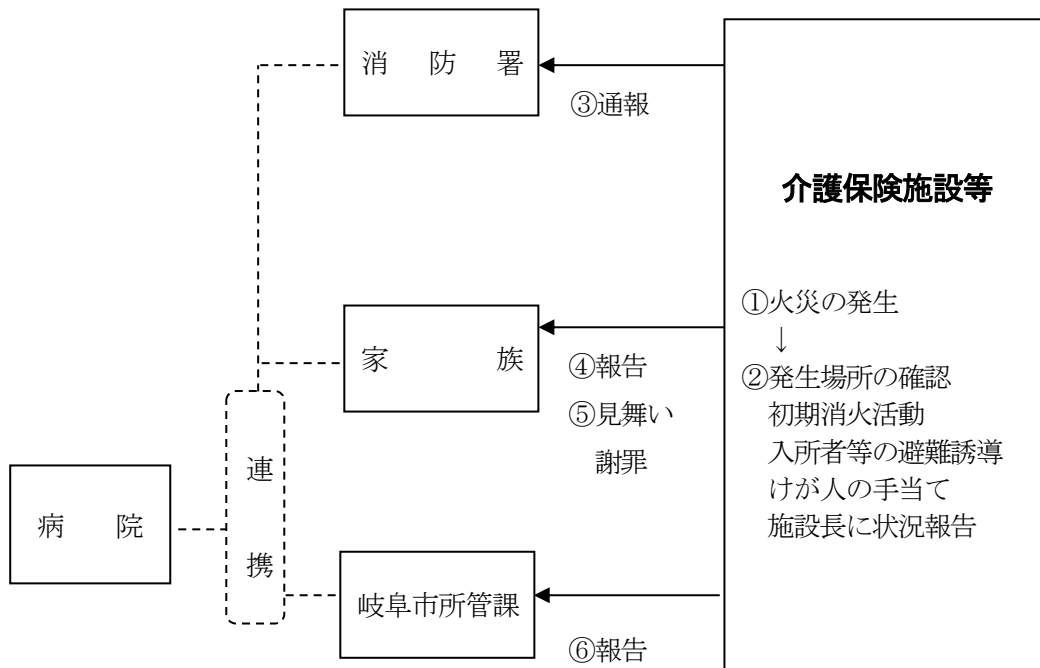 消 防 署
③通報
介護保険施設等
①火災の発生
↓
②発生場所の確認
初期消火活動
入所者等の避難誘導
けが人の手当て
施設長に状況報告
家 族
④報告
⑤見舞い
謝罪
連
携
病 院
岐阜市所管課
⑥報告